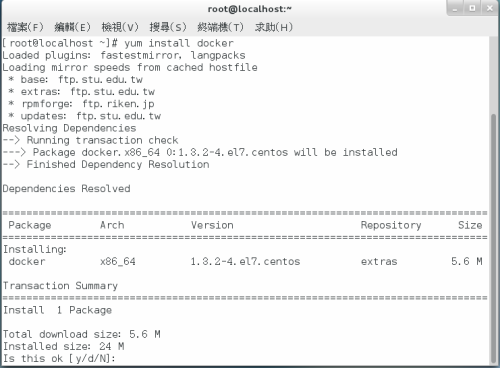 root@localhost:~
檔案(F) 編輯(E) 檢視(V) 搜尋(S) 終端機(T) 求助(H)
[root@localhost ~]# yum install docker
Loaded plugins: fastestmirror, langpacks
Loading mirror speeds from cached hostfile
 * base: ftp.stu.edu.tw
 * extras: ftp.stu.edu.tw
 * rpmforge: ftp.riken.jp
 * updates: ftp.stu.edu.tw
Resolving Dependencies
--> Running transaction check
---> Package docker.x86_64 0:1.3.2-4.el7.centos will be installed
--> Finished Dependency Resolution
Dependencies Resolved
Package Arch Version Repository Size
Installing:
docker x86_64 1.3.2-4.el7.centos extras 5.6 M
Transaction Summary
Install 1 Package
Total download size: 5.6 M
Installed size: 24 M
Is this ok [y/d/N]: